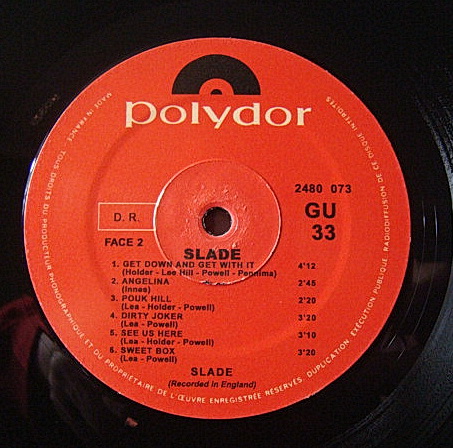 polydor
2480 073
D. R.
GU
33
FACE 2
SLADE
1. GET DOWN AND GET WITH IT 4'12
(Holder - Lee Hill - Powell - Pennima)
2. ANGELINA 2'45
(Innes)
3. POUK HILL 2'20
(Lea - Holder - Powell)
4. DIRTY JOKER 3'20
(Lea - Powell)
5. SEE US HERE 3'10
(Lea - Holder - Powell)
6. SWEET BOX 3'20
(Lea - Powell)
SLADE
(Recorded in England)
MADE IN FRANCE TOUS DROITS DU PRODUCTEUR PHONOGRAPHIQUE ET DU PROPRIÉTAIRE DE L'ŒUVRE ENREGISTRÉE RÉSERVÉS. DUPLICATION EXÉCUTION PUBLIQUE RADIODIFFUSION DE CE DISQUE INTERDITES